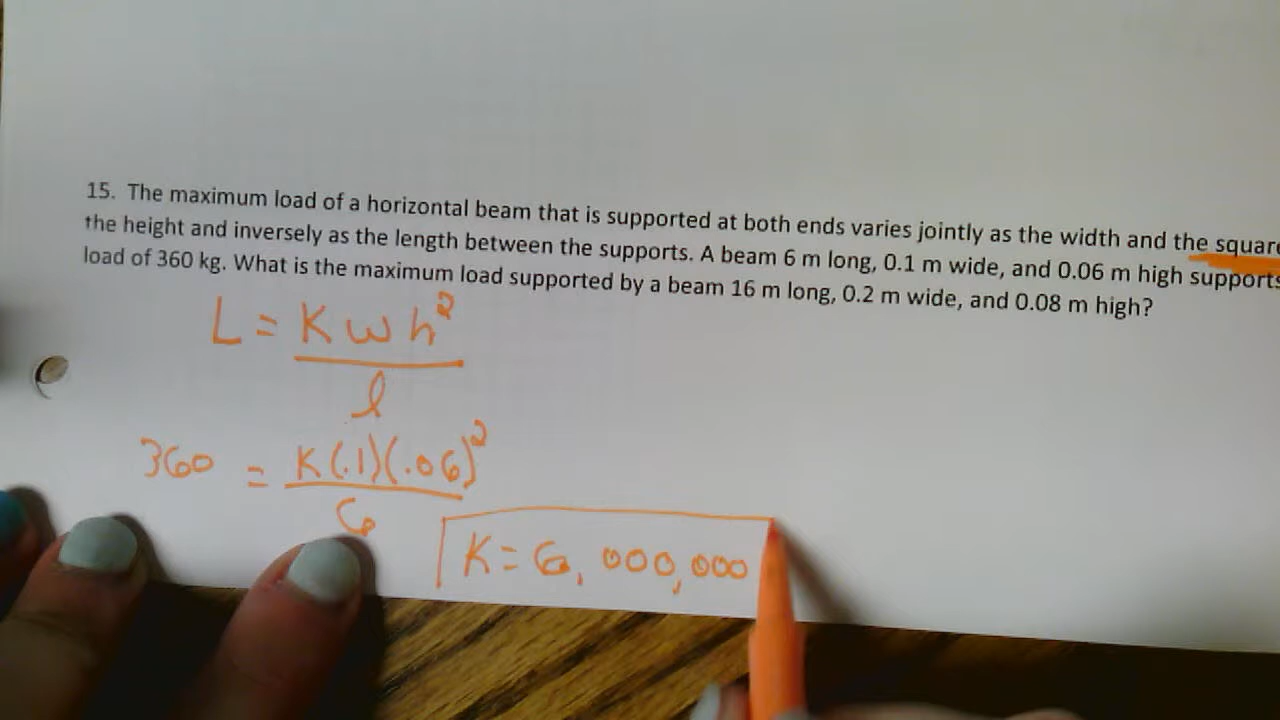 15. The maximum load of a horizontal beam that is supported at both ends varies jointly as the width and the square
the height and inversely as the length between the supports. A beam 6 m long, 0.1 m wide, and 0.06 m high supports
load of 360 kg. What is the maximum load supported by a beam 16 m long, 0.2 m wide, and 0.08 m high?
L = K w h²
l
360 = K(.1)(.06)²
6
K = 6,000,000